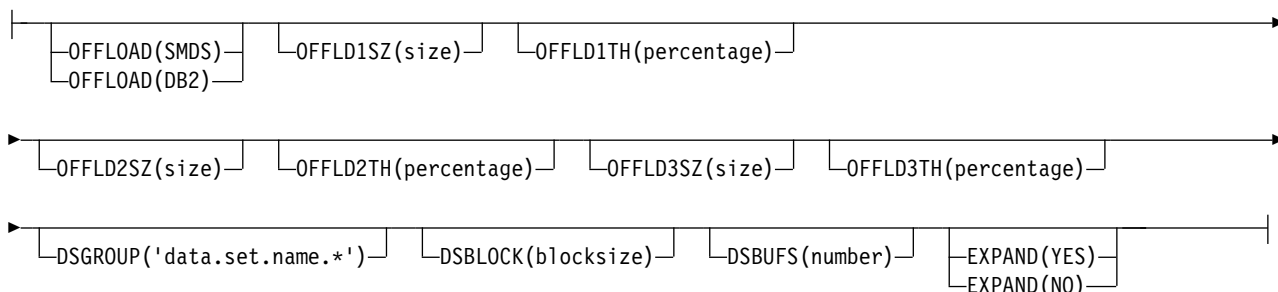 OFFLOAD(SMDS) OFFLD1SZ(size) OFFLD1TH(percentage)
OFFLOAD(DB2)
OFFLD2SZ(size) OFFLD2TH(percentage) OFFLD3SZ(size) OFFLD3TH(percentage)
DSGROUP('data.set.name.*') DSBLOCK(blocksize) DSBUFS(number) EXPAND(YES)
EXPAND(NO)